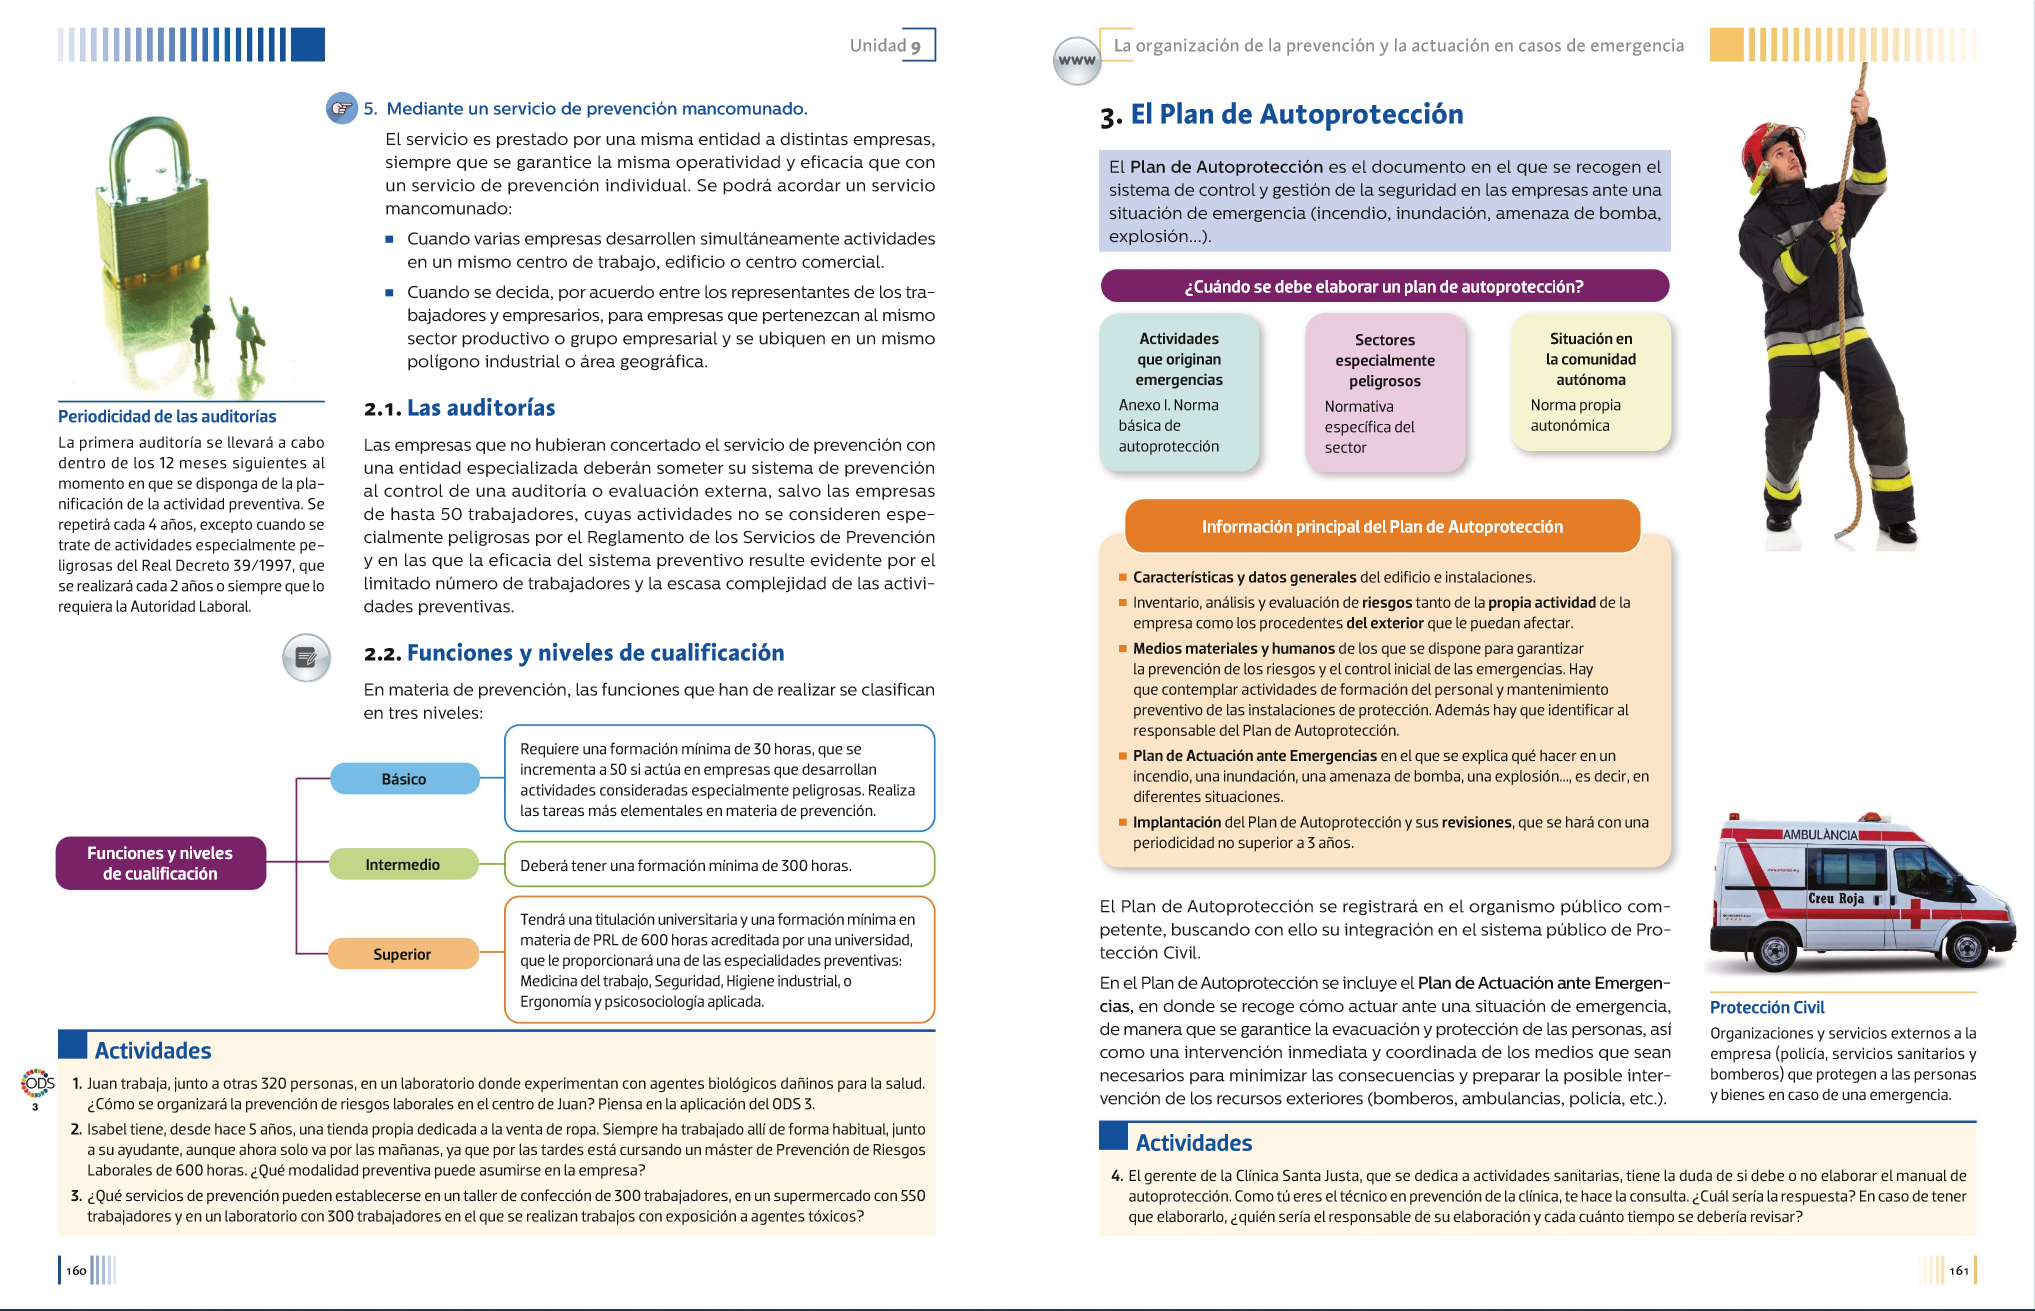 Unidad 9
5. Mediante un servicio de prevención mancomunado.
El servicio es prestado por una misma entidad a distintas empresas,
siempre que se garantice la misma operatividad y eficacia que con
un servicio de prevención individual. Se podrá acordar un servicio
mancomunado:
Cuando varias empresas desarrollen simultáneamente actividades
en un mismo centro de trabajo, edificio o centro comercial.
Cuando se decida, por acuerdo entre los representantes de los tra-
bajadores y empresarios, para empresas que pertenezcan al mismo
sector productivo o grupo empresarial y se ubiquen en un mismo
polígono industrial o área geográfica.
Periodicidad de las auditorías
La primera auditoría se llevará a cabo
dentro de los 12 meses siguientes al
momento en que se disponga de la pla-
nificación de la actividad preventiva. Se
repetirá cada 4 años, excepto cuando se
trate de actividades especialmente pe-
ligrosas del Real Decreto 39/1997, que
se realizará cada 2 años o siempre que lo
requiera la Autoridad Laboral.
2.1. Las auditorías
Las empresas que no hubieran concertado el servicio de prevención con
una entidad especializada deberán someter su sistema de prevención
al control de una auditoría o evaluación externa, salvo las empresas
de hasta 50 trabajadores, cuyas actividades no se consideren espe-
cialmente peligrosas por el Reglamento de los Servicios de Prevención
y en las que la eficacia del sistema preventivo resulte evidente por el
limitado número de trabajadores y la escasa complejidad de las activi-
dades preventivas.
2.2. Funciones y niveles de cualificación
En materia de prevención, las funciones que han de realizar se clasifican
en tres niveles:
Funciones y niveles
de cualificación
Básico
Requiere una formación mínima de 30 horas, que se
incrementa a 50 si actúa en empresas que desarrollan
actividades consideradas especialmente peligrosas. Realiza
las tareas más elementales en materia de prevención.
Intermedio
Deberá tener una formación mínima de 300 horas.
Superior
Tendrá una titulación universitaria y una formación mínima en
materia de PRL de 600 horas acreditada por una universidad,
que le proporcionará una de las especialidades preventivas:
Medicina del trabajo, Seguridad, Higiene industrial, o
Ergonomía y psicosociología aplicada.
Actividades
ODS
3
1. Juan trabaja, junto a otras 320 personas, en un laboratorio donde experimentan con agentes biológicos dañinos para la salud.
¿Cómo se organizará la prevención de riesgos laborales en el centro de Juan? Piensa en la aplicación del ODS 3.
2. Isabel tiene, desde hace 5 años, una tienda propia dedicada a la venta de ropa. Siempre ha trabajado allí de forma habitual, junto
a su ayudante, aunque ahora solo va por las mañanas, ya que por las tardes está cursando un máster de Prevención de Riesgos
Laborales de 600 horas. ¿Qué modalidad preventiva puede asumirse en la empresa?
3. ¿Qué servicios de prevención pueden establecerse en un taller de confección de 300 trabajadores, en un supermercado con 550
trabajadores y en un laboratorio con 300 trabajadores en el que se realizan trabajos con exposición a agentes tóxicos?
160
www
La organización de la prevención y la actuación en casos de emergencia
3. El Plan de Autoprotección
El Plan de Autoprotección es el documento en el que se recogen el
sistema de control y gestión de la seguridad en las empresas ante una
situación de emergencia (incendio, inundación, amenaza de bomba,
explosión...).
¿Cuándo se debe elaborar un plan de autoprotección?
Actividades
que originan
emergencias
Anexo I. Norma
básica de
autoprotección
Sectores
especialmente
peligrosos
Normativa
específica del
sector
Situación en
la comunidad
autónoma
Norma propia
autonómica
Información principal del Plan de Autoprotección
Características y datos generales del edificio e instalaciones.
Inventario, análisis y evaluación de riesgos tanto de la propia actividad de la
empresa como los procedentes del exterior que le puedan afectar.
Medios materiales y humanos de los que se dispone para garantizar
la prevención de los riesgos y el control inicial de las emergencias. Hay
que contemplar actividades de formación del personal y mantenimiento
preventivo de las instalaciones de protección. Además hay que identificar al
responsable del Plan de Autoprotección.
Plan de Actuación ante Emergencias en el que se explica qué hacer en un
incendio, una inundación, una amenaza de bomba, una explosión..., es decir, en
diferentes situaciones.
Implantación del Plan de Autoprotección y sus revisiones, que se hará con una
periodicidad no superior a 3 años.
El Plan de Autoprotección se registrará en el organismo público com-
petente, buscando con ello su integración en el sistema público de Pro-
tección Civil.
En el Plan de Autoprotección se incluye el Plan de Actuación ante Emergen-
cias, en donde se recoge cómo actuar ante una situación de emergencia,
de manera que se garantice la evacuación y protección de las personas, así
como una intervención inmediata y coordinada de los medios que sean
necesarios para minimizar las consecuencias y preparar la posible inter-
vención de los recursos exteriores (bomberos, ambulancias, policía, etc.).
AMBULÀNCIA
Creu Roja
Protección Civil
Organizaciones y servicios externos a la
empresa (policía, servicios sanitarios y
bomberos) que protegen a las personas
y bienes en caso de una emergencia.
Actividades
4. El gerente de la Clínica Santa Justa, que se dedica a actividades sanitarias, tiene la duda de si debe o no elaborar el manual de
autoprotección. Como tú eres el técnico en prevención de la clínica, te hace la consulta. ¿Cuál sería la respuesta? En caso de tener
que elaborarlo, ¿quién sería el responsable de su elaboración y cada cuánto tiempo se debería revisar?
161